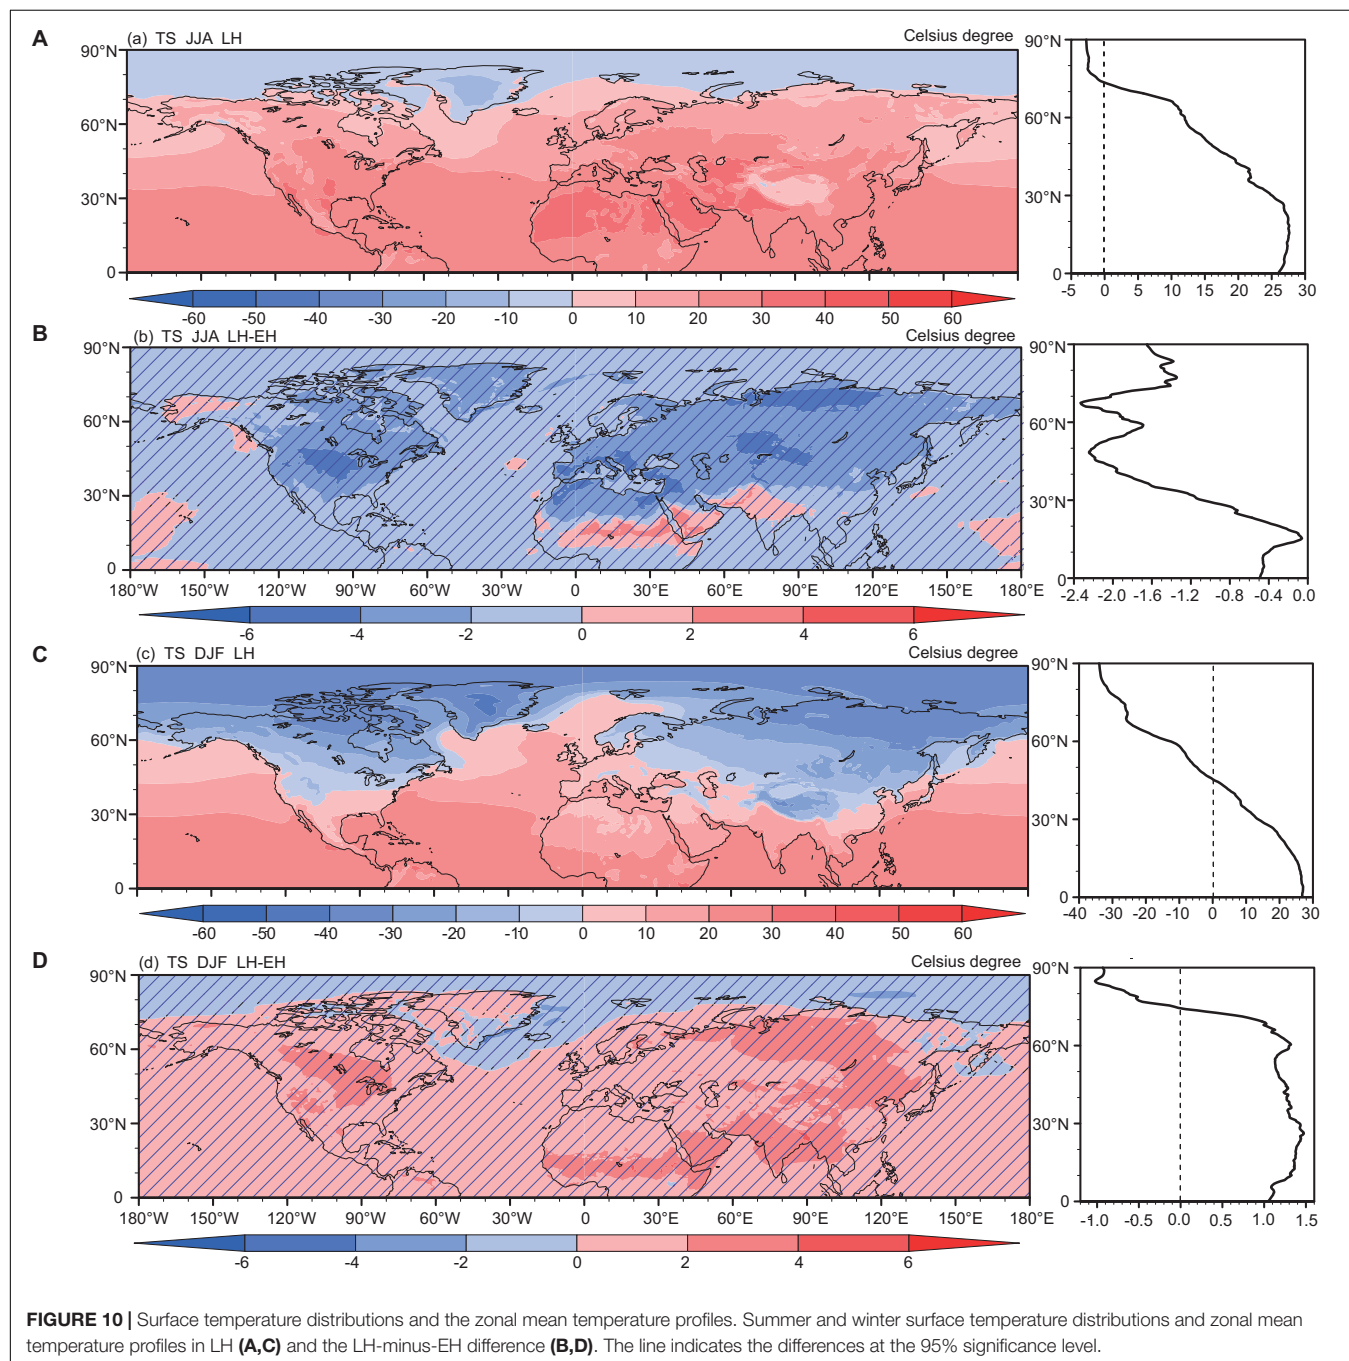 A
(a) TS JJA LH
Celsius degree
90°N
60°N
30°N
0
-60 -50 -40 -30 -20 -10 0 10 20 30 40 50 60
90°N
60°N
30°N
0
-5 0 5 10 15 20 25 30
B
(b) TS JJA LH-EH
Celsius degree
90°N
60°N
30°N
0
180°W 150°W 120°W 90°W 60°W 30°W 0 30°E 60°E 90°E 120°E 150°E 180°E
-6 -4 -2 0 2 4 6
90°N
60°N
30°N
0
-2.4 -2.0 -1.6 -1.2 -0.8 -0.4 0.0
C
(c) TS DJF LH
Celsius degree
90°N
60°N
30°N
0
-60 -50 -40 -30 -20 -10 0 10 20 30 40 50 60
90°N
60°N
30°N
0
-40 -30 -20 -10 0 10 20 30
D
(d) TS DJF LH-EH
Celsius degree
90°N
60°N
30°N
0
180°W 150°W 120°W 90°W 60°W 30°W 0 30°E 60°E 90°E 120°E 150°E 180°E
-6 -4 -2 0 2 4 6
90°N
60°N
30°N
0
-1.0 -0.5 0.0 0.5 1.0 1.5
FIGURE 10 | Surface temperature distributions and the zonal mean temperature profiles. Summer and winter surface temperature distributions and zonal mean
temperature profiles in LH (A,C) and the LH-minus-EH difference (B,D). The line indicates the differences at the 95% significance level.